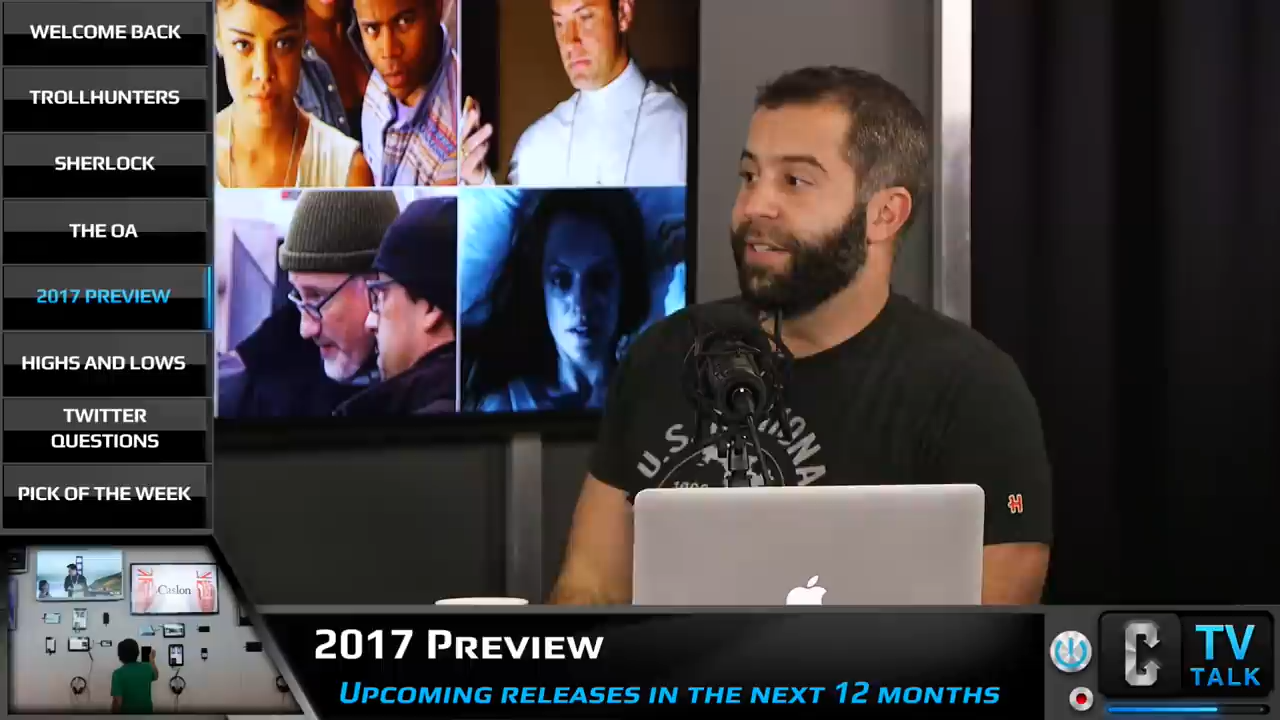 WELCOME BACK
TROLLHUNTERS
SHERLOCK
THE OA
2017 PREVIEW
HIGHS AND LOWS
TWITTER
QUESTIONS
PICK OF THE WEEK
U.S.
Caslon
H
2017 PREVIEW
UPCOMING RELEASES IN THE NEXT 12 MONTHS
C
TV
TALK